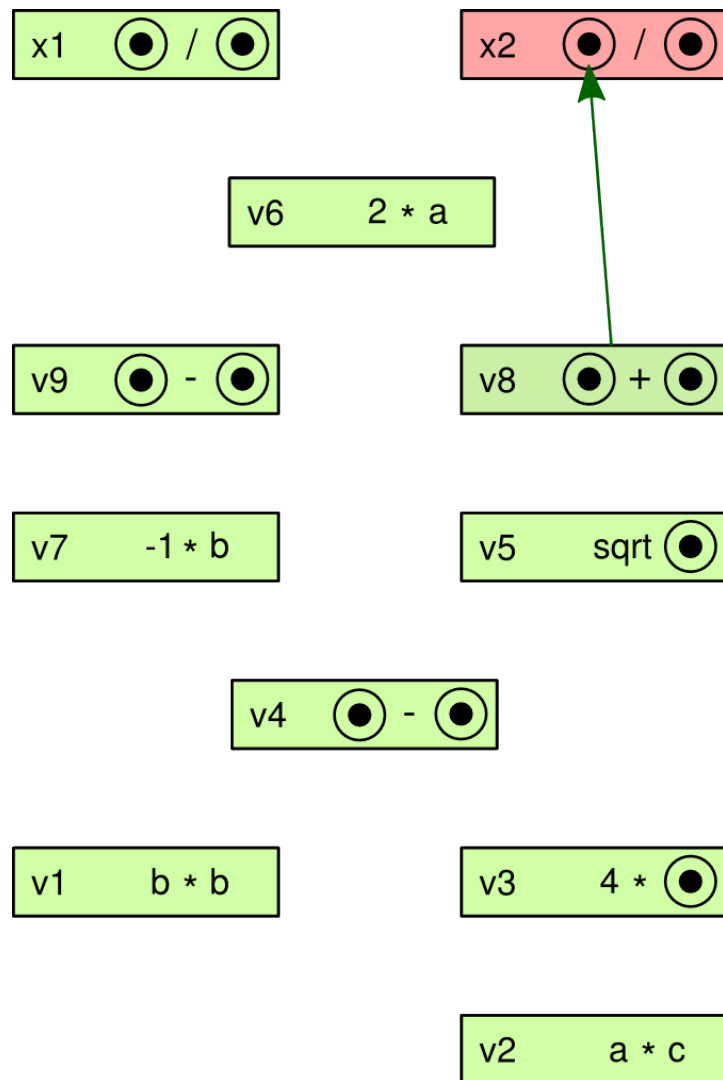 x1 /
x2 /
v6 2 * a
v9 -
v8 +
v7 -1 * b
v5 sqrt
v4 -
v1 b * b
v3 4 *
v2 a * c